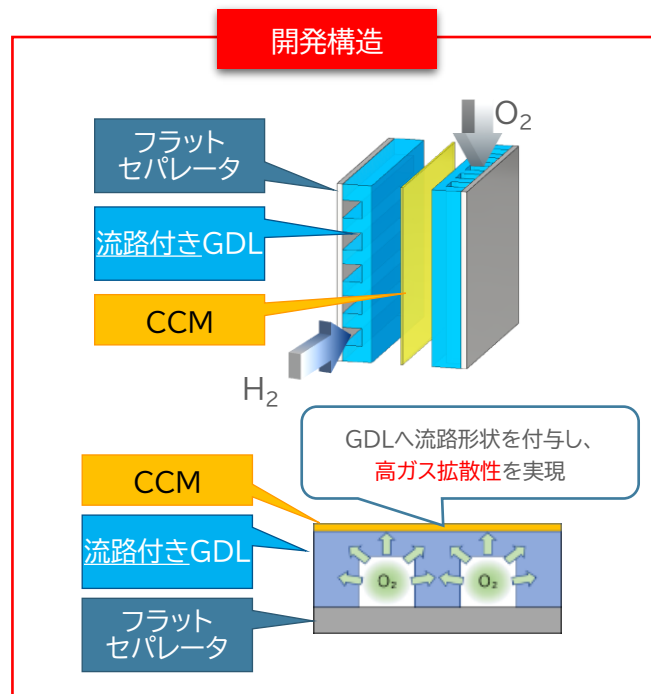 開発構造
O₂
フラット
セパレータ
流路付きGDL
CCM
H₂
GDLへ流路形状を付与し、
高ガス拡散性を実現
CCM
流路付きGDL
O₂
O₂
フラット
セパレータ